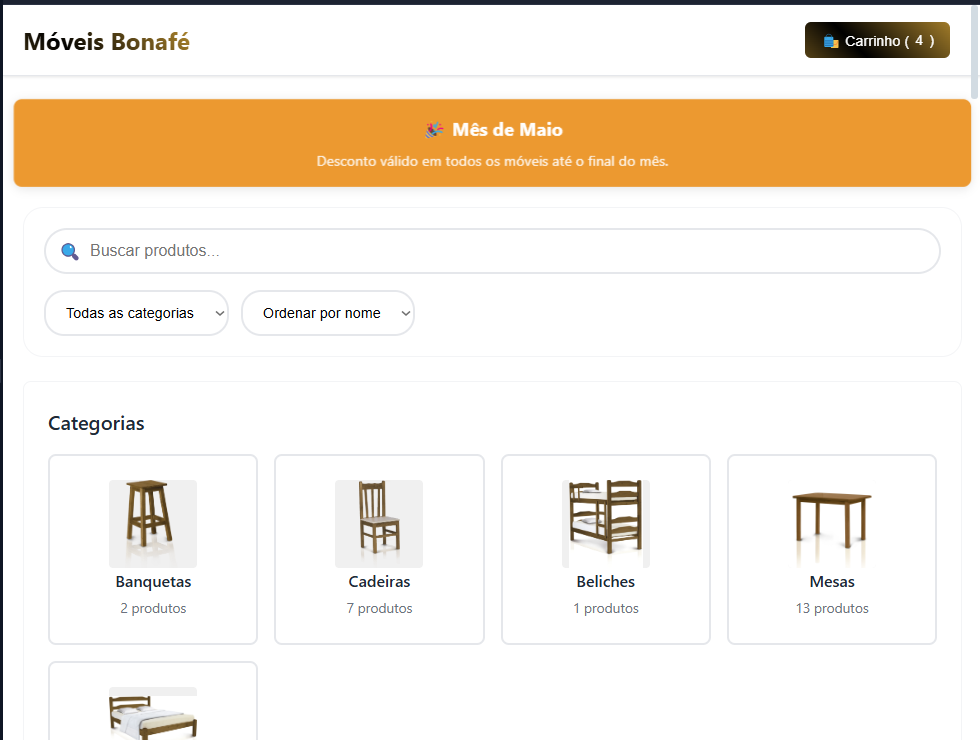 Móveis Bonafé
Carrinho ( 4 )
Mês de Maio
Desconto válido em todos os móveis até o final do mês.
Buscar produtos...
Todas as categorias
Ordenar por nome
Categorias
Banquetas
2 produtos
Cadeiras
7 produtos
Beliches
1 produtos
Mesas
13 produtos